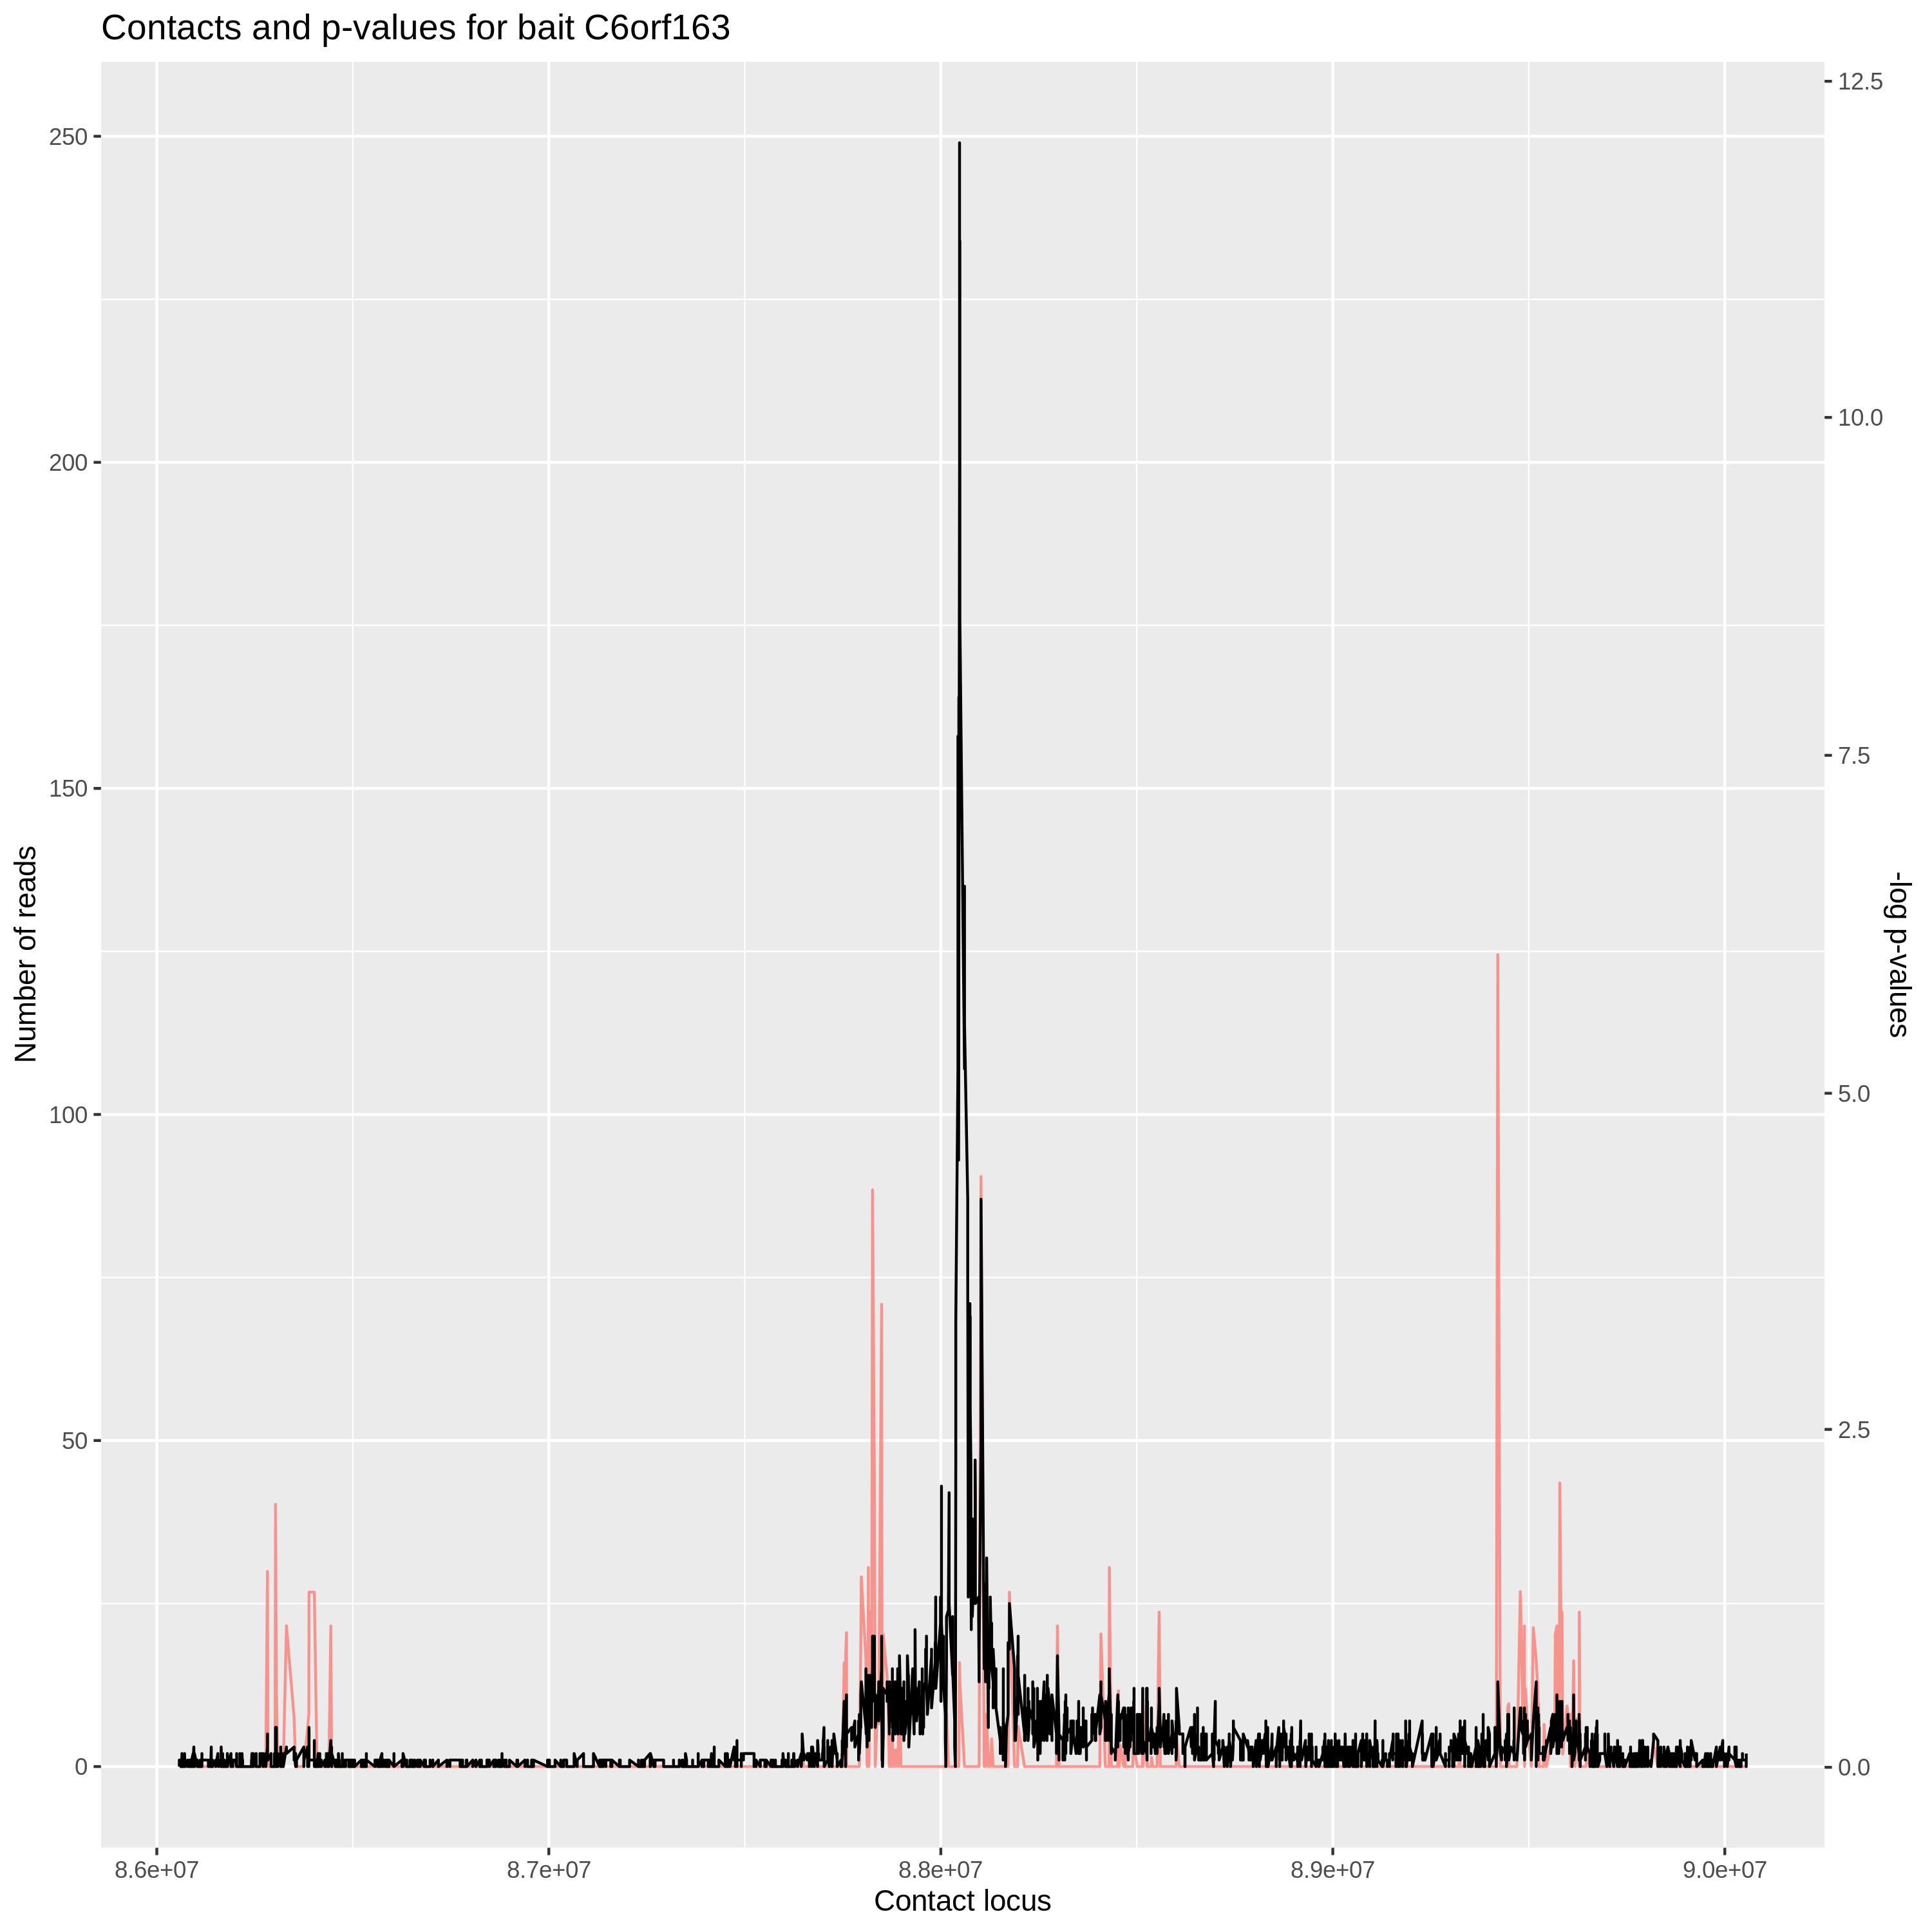 Contacts and p-values for bait C6orf163
Number of reads
250
200
150
100
50
0
12.5
10.0
7.5
5.0
2.5
0.0
-log p-values
8.6e+07 8.7e+07 8.8e+07 8.9e+07 9.0e+07
Contact locus